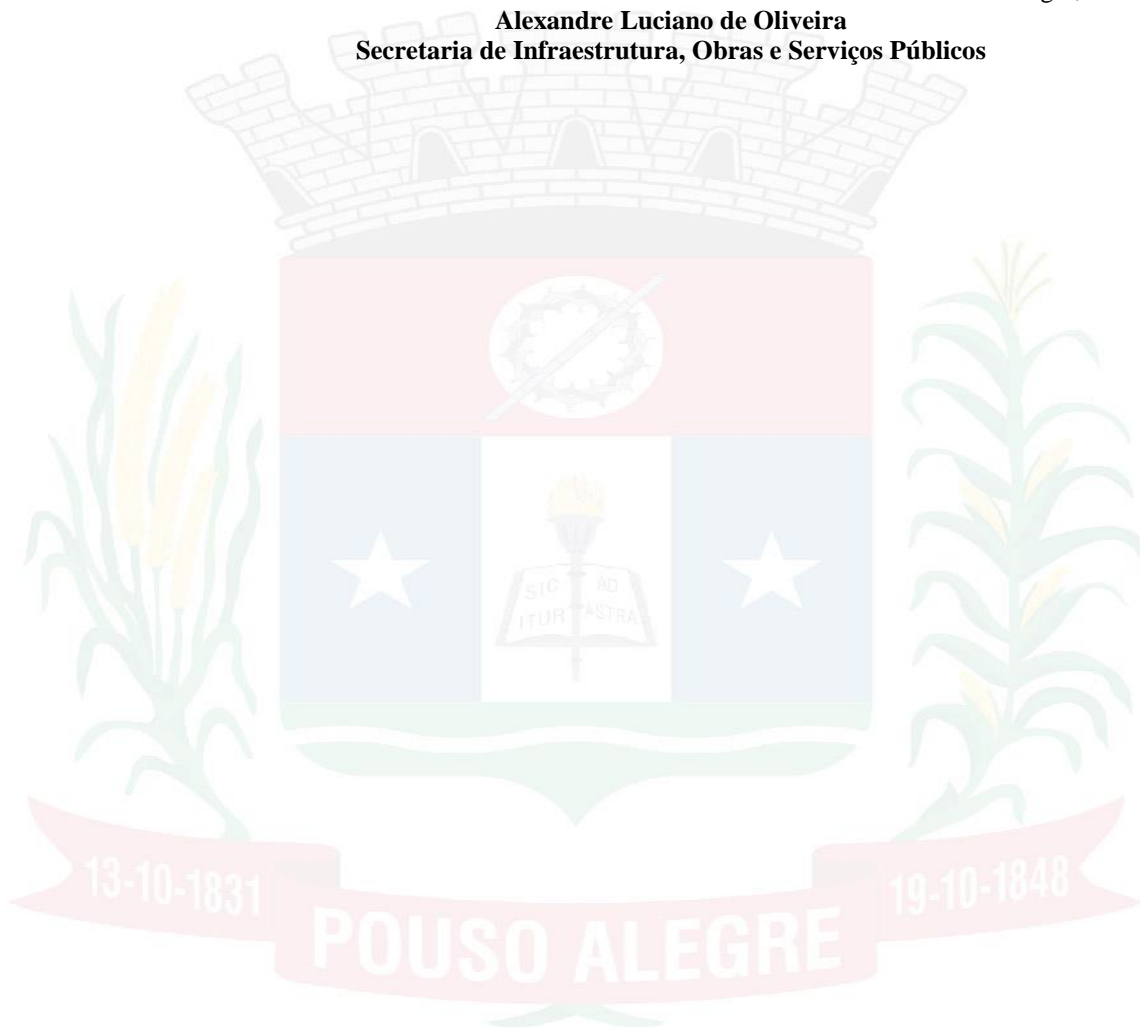 Alexandre Luciano de Oliveira
Secretaria de Infraestrutura, Obras e Serviços Públicos
SIC AD
ITUR ASTRA
13-10-1831
19-10-1848
POUSO ALEGRE